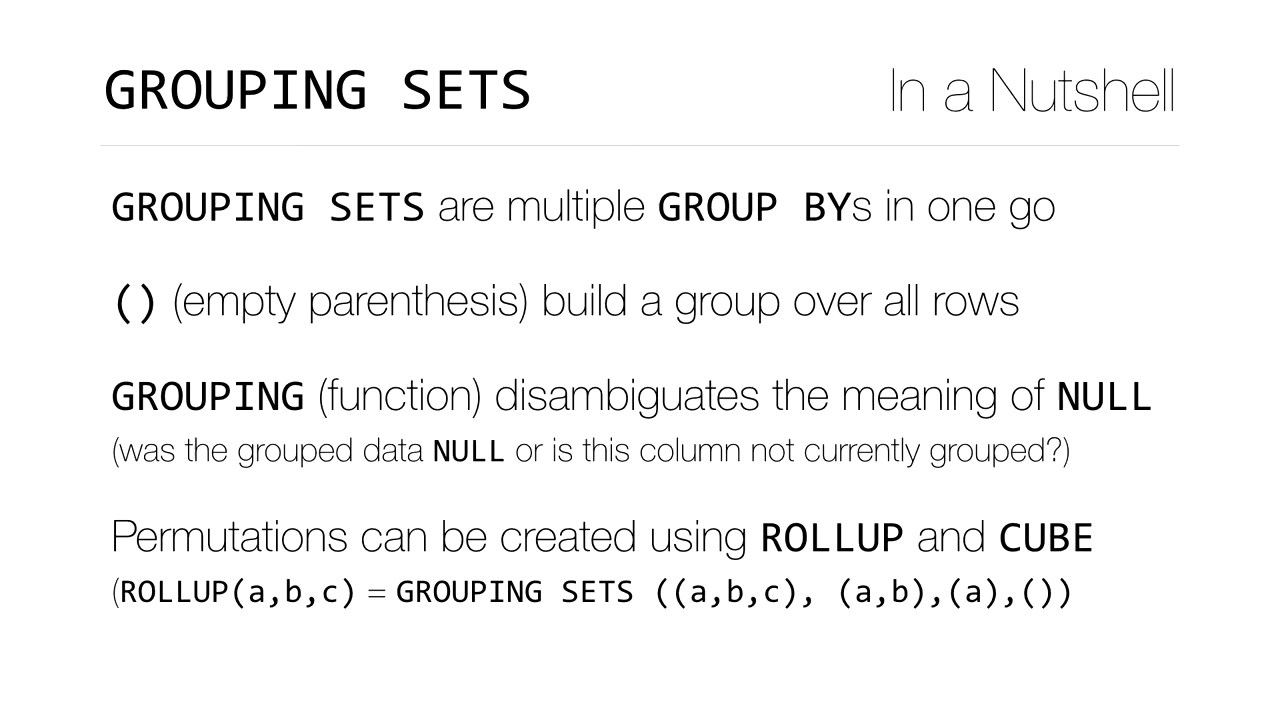 GROUPING SETS In a Nutshell
GROUPING SETS are multiple GROUP BYs in one go
() (empty parenthesis) build a group over all rows
GROUPING (function) disambiguates the meaning of NULL
(was the grouped data NULL or is this column not currently grouped?)
Permutations can be created using ROLLUP and CUBE
(ROLLUP(a,b,c) = GROUPING SETS ((a,b,c), (a,b),(a),())